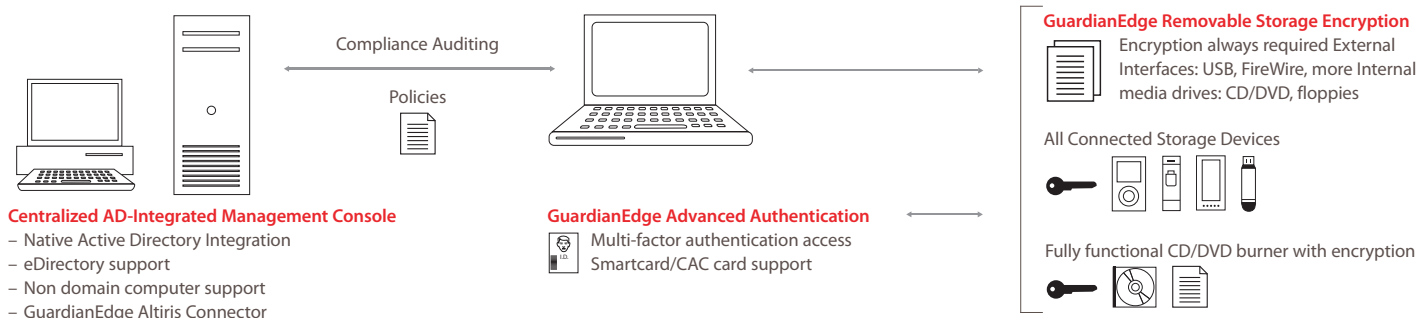 Compliance Auditing
Policies
Centralized AD-Integrated Management Console
– Native Active Directory Integration
– eDirectory support
– Non domain computer support
– GuardianEdge Altiris Connector
GuardianEdge Advanced Authentication
I.D.
Multi-factor authentication access
Smartcard/CAC card support
GuardianEdge Removable Storage Encryption
Encryption always required External
Interfaces: USB, FireWire, more Internal
media drives: CD/DVD, floppies
All Connected Storage Devices
Fully functional CD/DVD burner with encryption